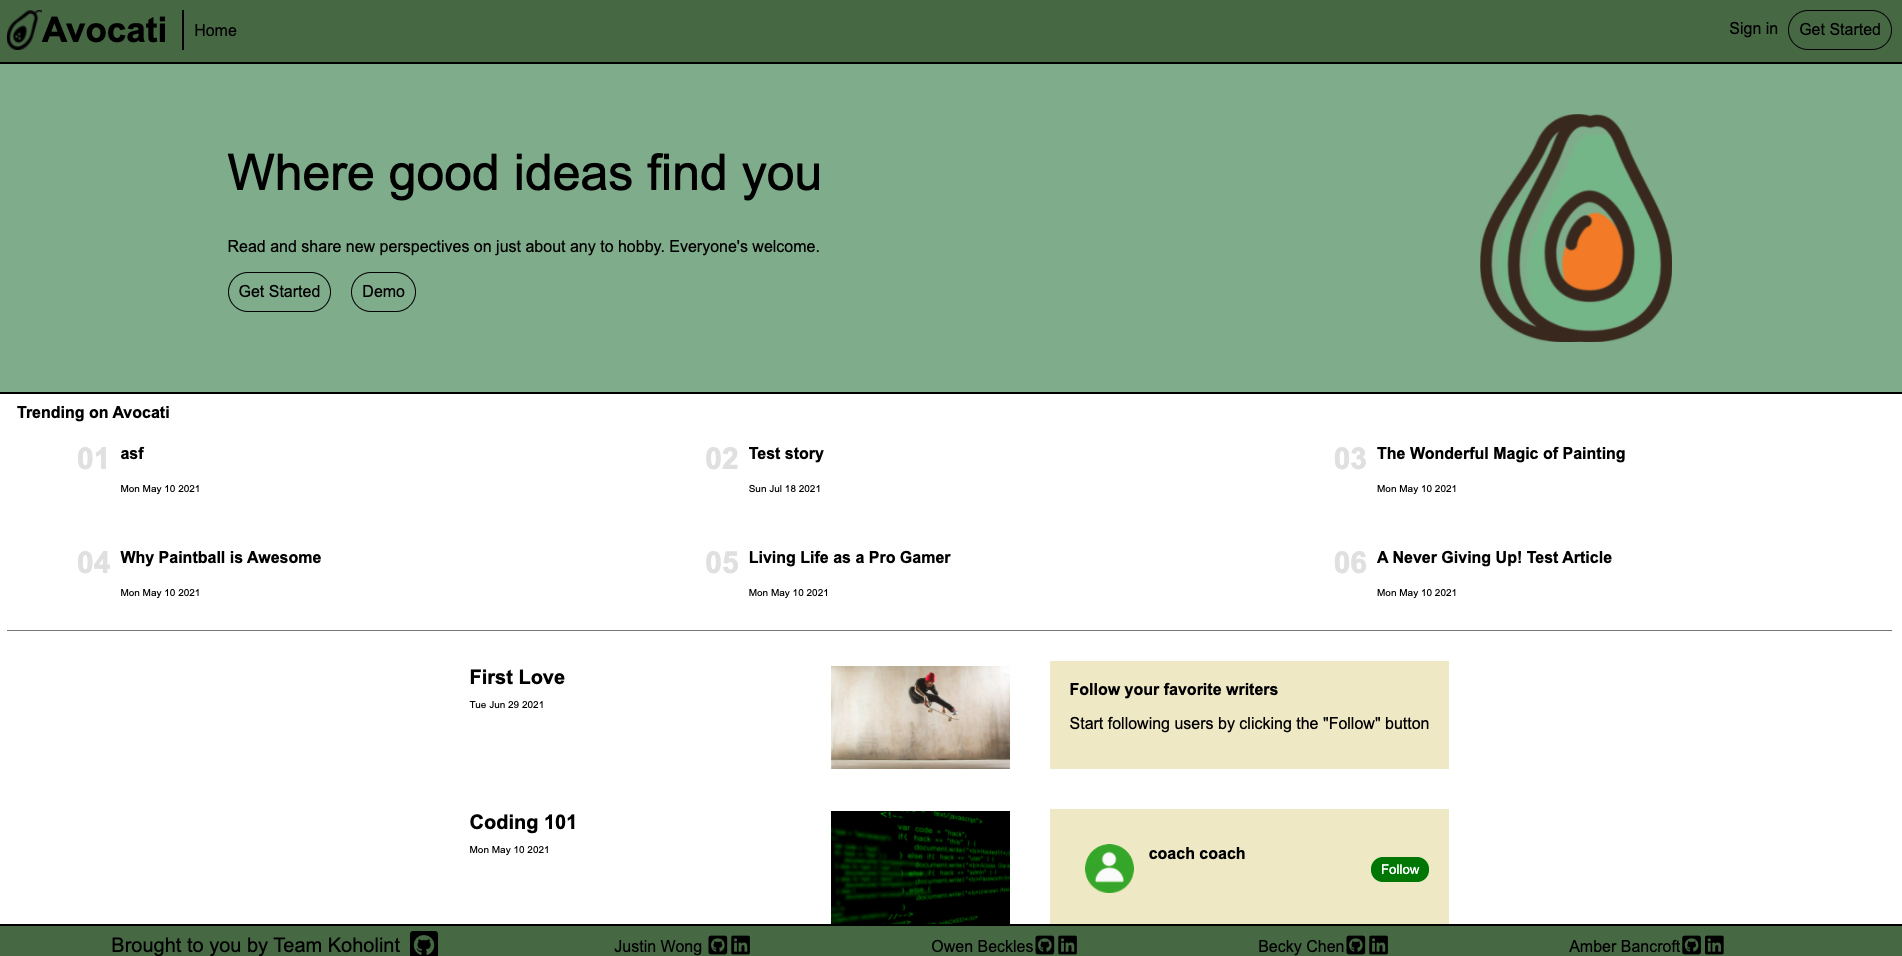 Avocati
Home
Sign in
Get Started
Where good ideas find you
Read and share new perspectives on just about any to hobby. Everyone's welcome.
Get Started
Demo
Trending on Avocati
01
asf
Mon May 10 2021
02
Test story
Sun Jul 18 2021
03
The Wonderful Magic of Painting
Mon May 10 2021
04
Why Paintball is Awesome
Mon May 10 2021
05
Living Life as a Pro Gamer
Mon May 10 2021
06
A Never Giving Up! Test Article
Mon May 10 2021
First Love
Tue Jun 29 2021
Follow your favorite writers
Start following users by clicking the "Follow" button
Coding 101
Mon May 10 2021
coach coach
Follow
Brought to you by Team Koholint
Justin Wong
Owen Beckles
Becky Chen
Amber Bancroft